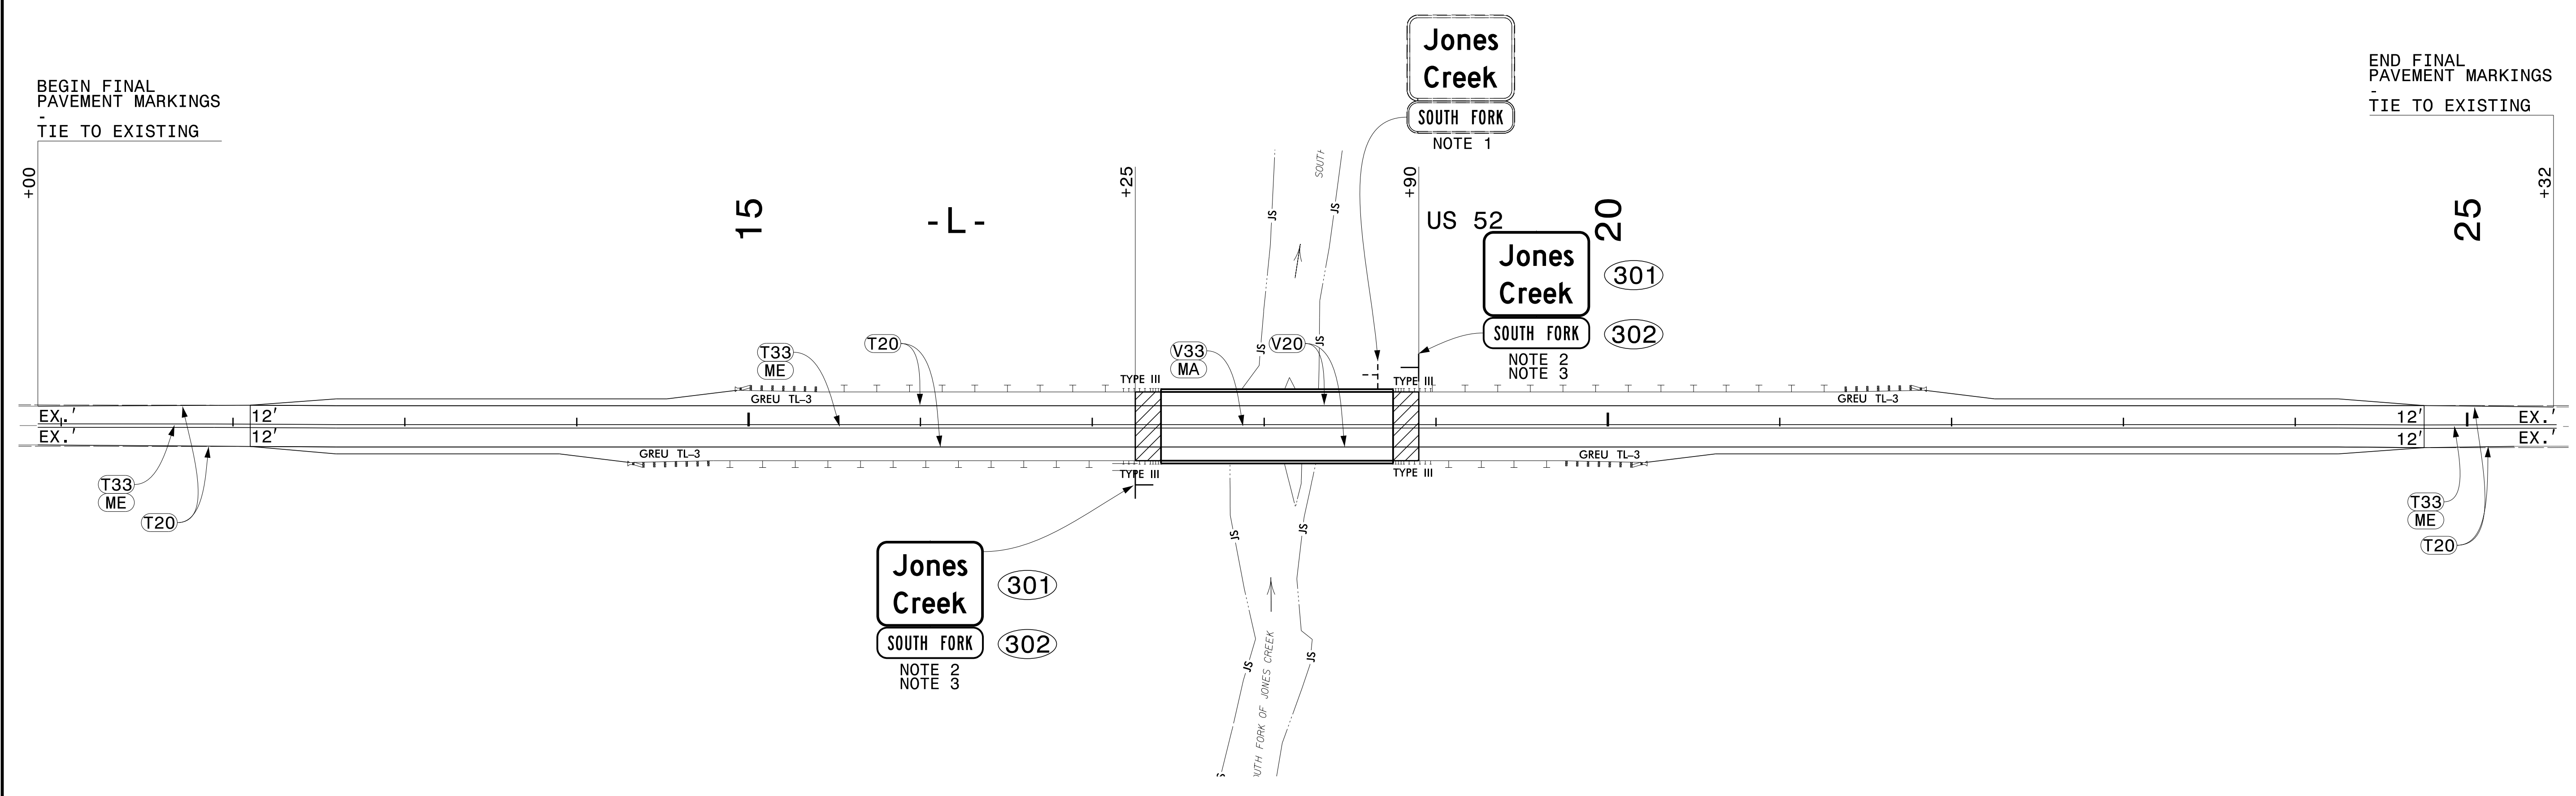 Jones
Creek
SOUTH FORK
NOTE 1
BEGIN FINAL
PAVEMENT MARKINGS
-
TIE TO EXISTING
END FINAL
PAVEMENT MARKINGS
-
TIE TO EXISTING
+00
+25
+90
+32
SOUTH
15
-L-
US 52
20
25
Jones
Creek
301
SOUTH FORK
302
NOTE 2
NOTE 3
JS
JS
JS
JS
T33
ME
T20
V33
MA
V20
TYPE III
TYPE III
GREU TL-3
GREU TL-3
EX.'
12'
12'
EX.'
EX.'
12'
12'
EX.'
GREU TL-3
GREU TL-3
TYPE III
TYPE III
T33
ME
T20
T33
ME
T20
JS
JS
Jones
Creek
301
SOUTH FORK
302
NOTE 2
NOTE 3
JS
JS
FORK OF JONES CREEK